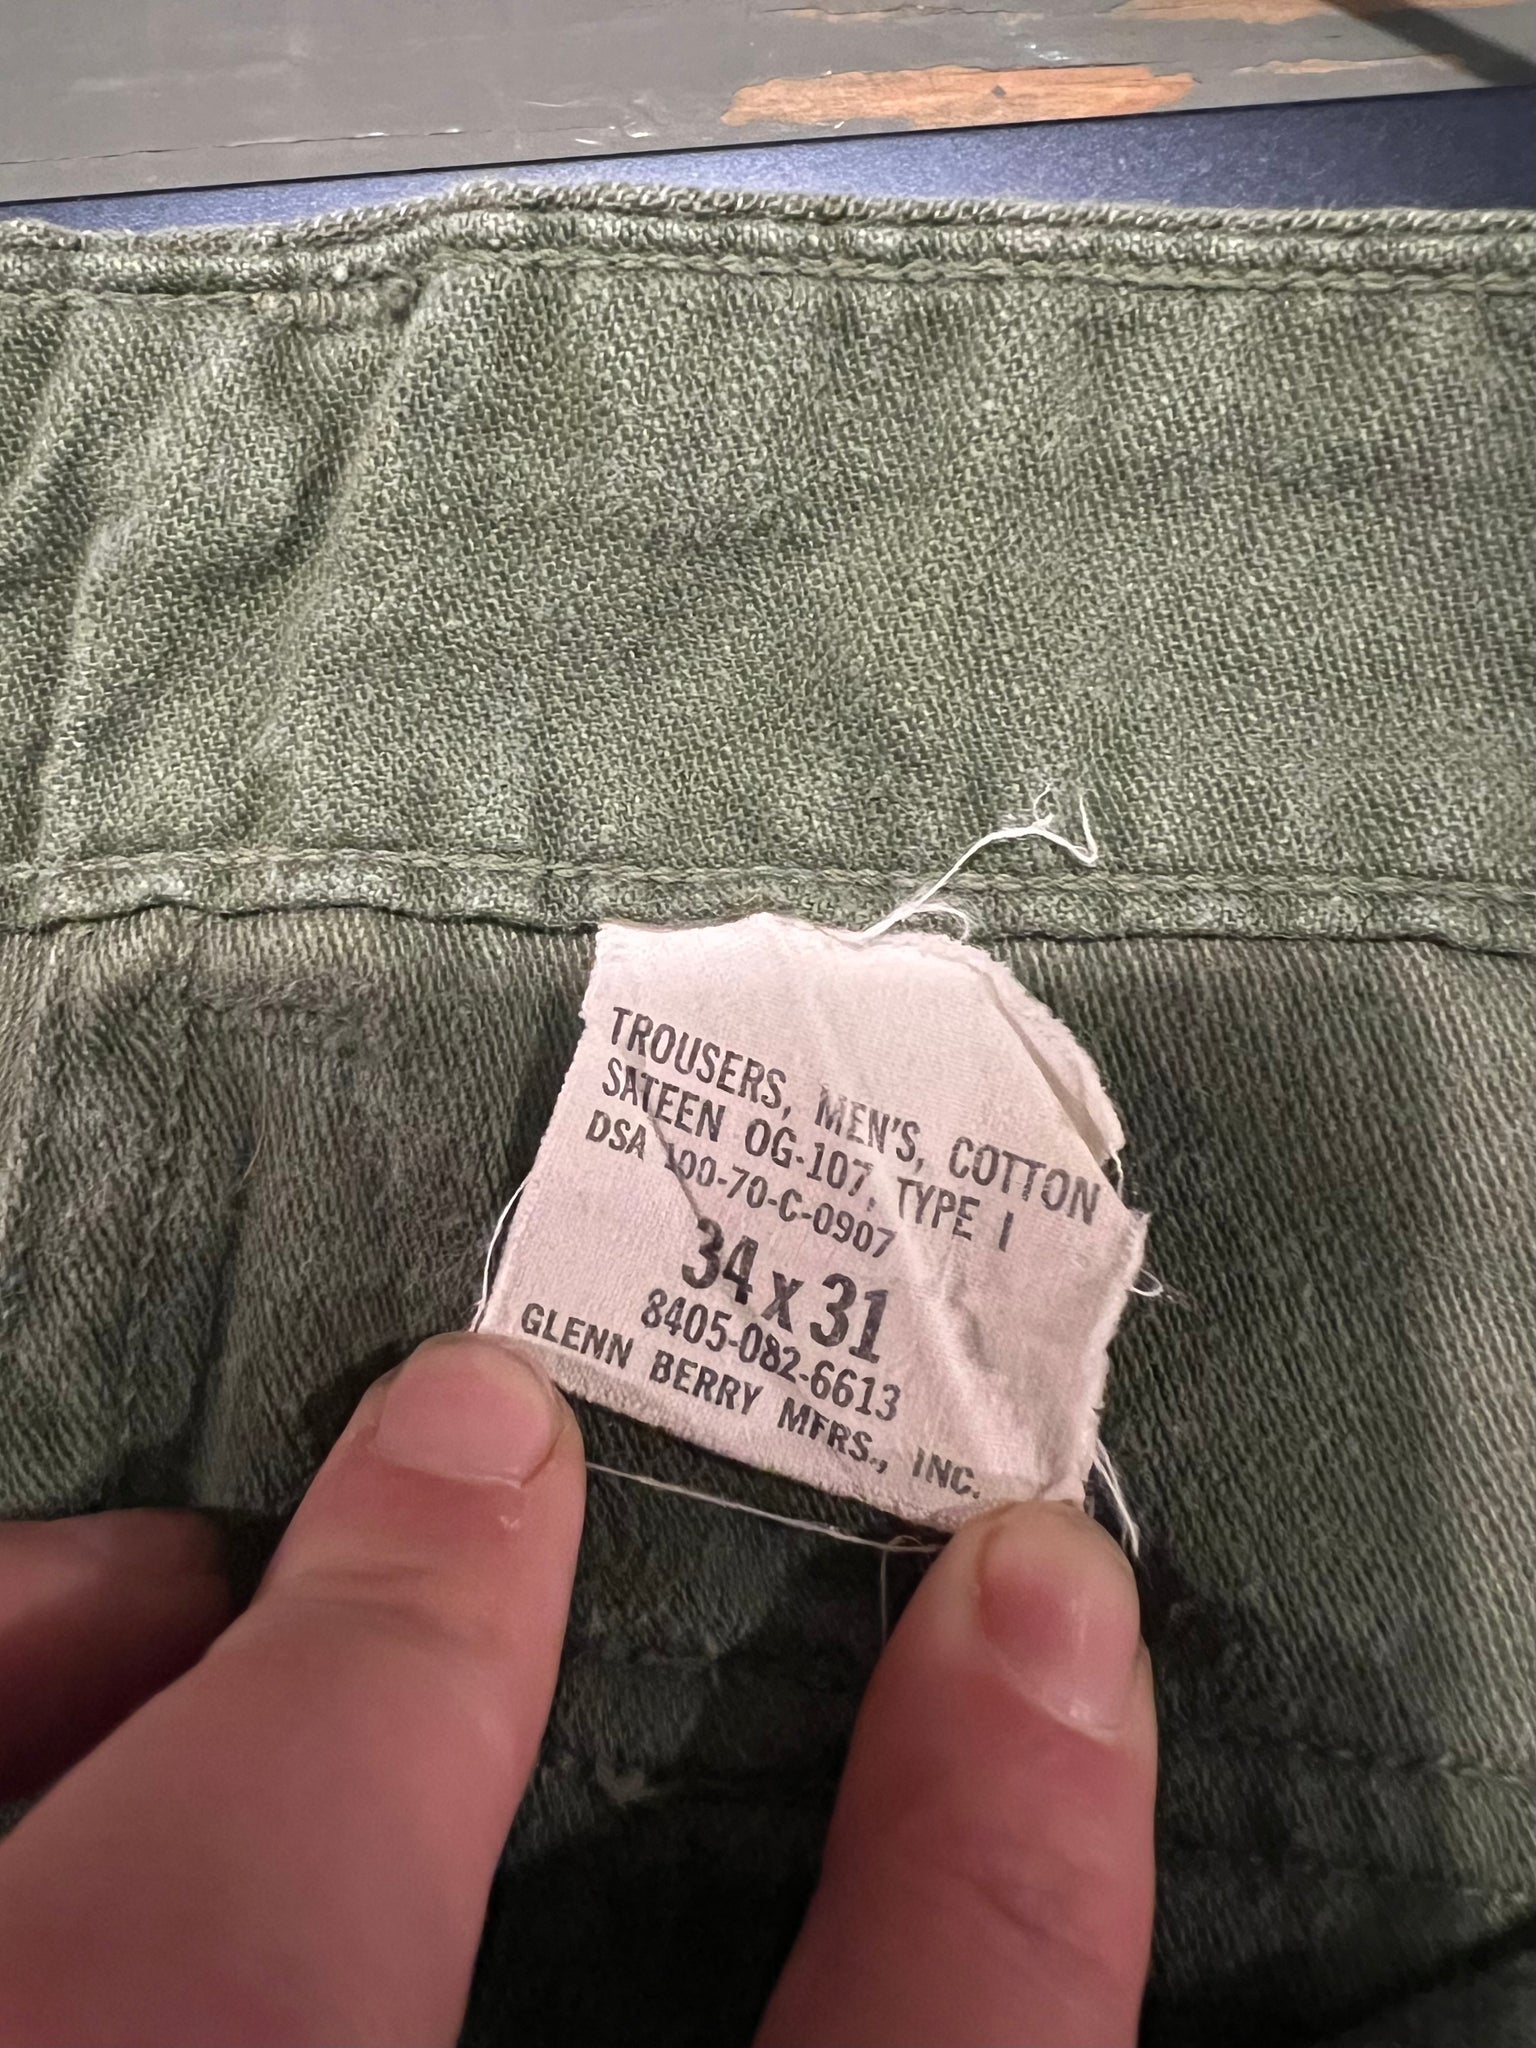 TROUSERS, MEN'S, COTTON
SATEEN OG-107, TYPE I
DSA 100-70-C-0907
34 x 31
8405-082-6613
GLENN BERRY MFRS., INC.